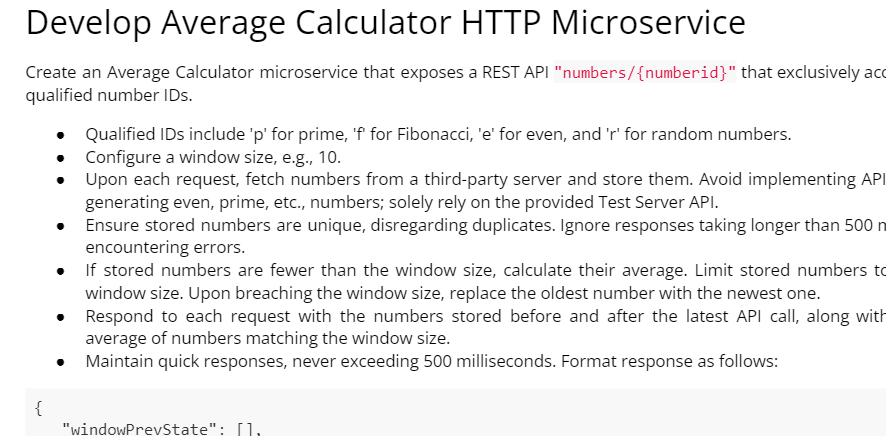 Develop Average Calculator HTTP Microservice
Create an Average Calculator microservice that exposes a REST API "numbers/{numberid}" that exclusively
qualified number IDs.
● Qualified IDs include 'p' for prime, 'f' for Fibonacci, 'e' for even, and 'r' for random numbers.
● Configure a window size, e.g., 10.
● Upon each request, fetch numbers from a third-party server and store them. Avoid implementing API
generating even, prime, etc., numbers; solely rely on the provided Test Server API.
● Ensure stored numbers are unique, disregarding duplicates. Ignore responses taking longer than 500
encountering errors.
● If stored numbers are fewer than the window size, calculate their average. Limit stored numbers to
window size. Upon breaching the window size, replace the oldest number with the newest one.
● Respond to each request with the numbers stored before and after the latest API call, along with
average of numbers matching the window size.
● Maintain quick responses, never exceeding 500 milliseconds. Format response as follows:
{
"windowPrevState": [],